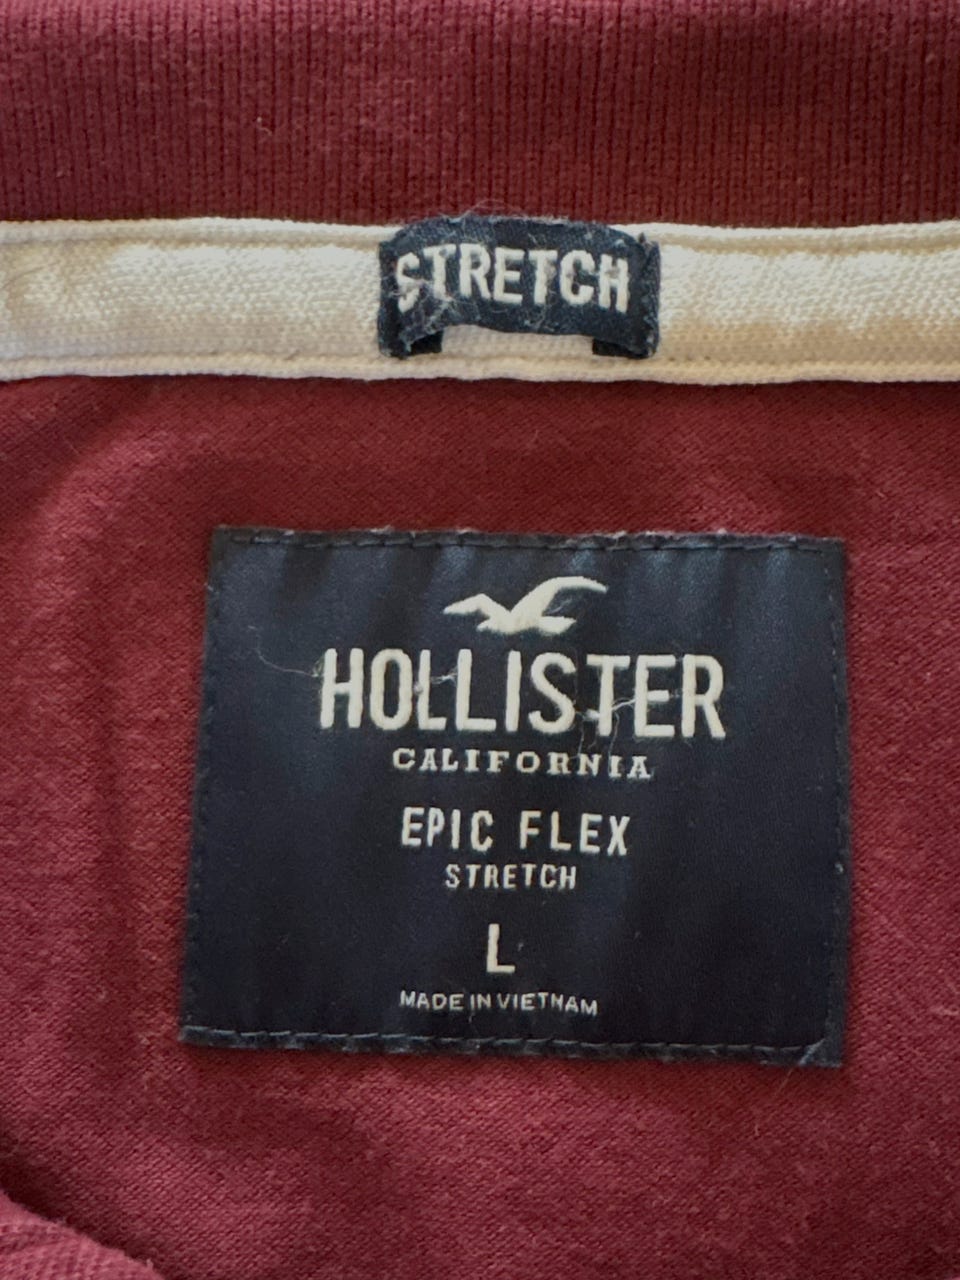 STRETCH
HOLLISTER
CALIFORNIA
EPIC FLEX
STRETCH
L
MADE IN VIETNAM